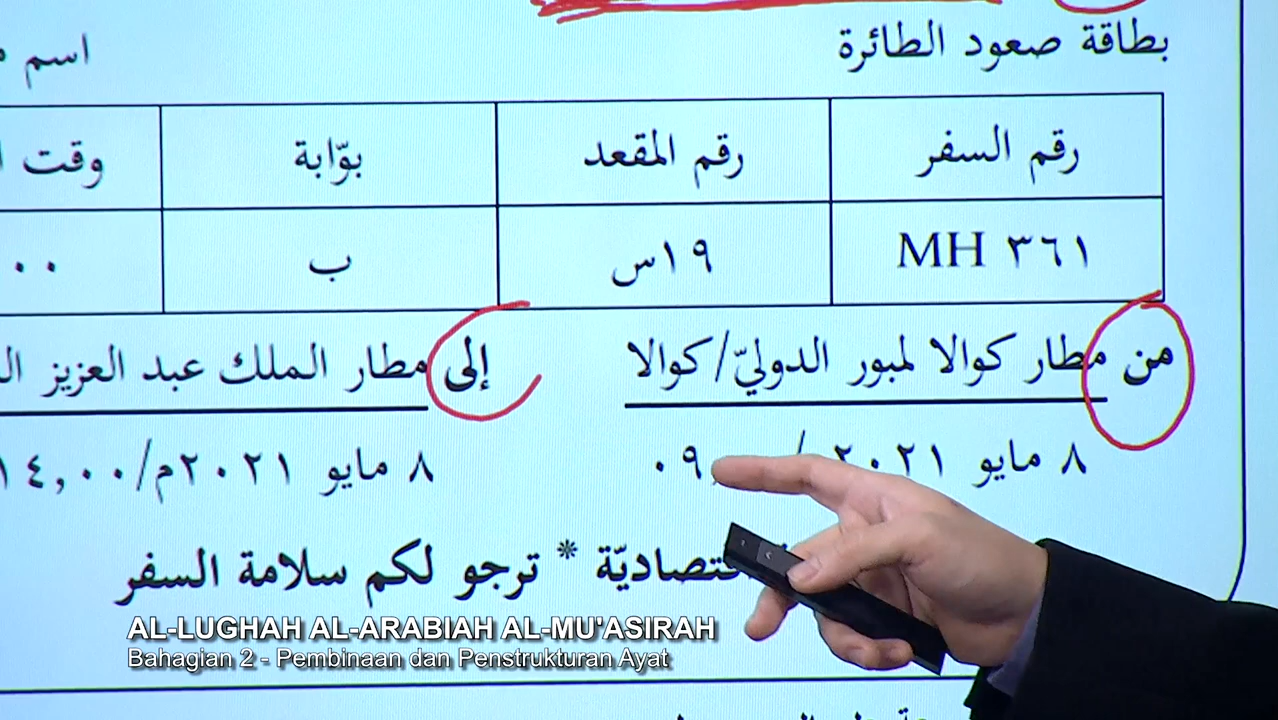 بطاقة صعود الطائرة
اسم
رقم السفر رقم المقعد بوّابة وقت
MH ٣٦١ ١٩س ب ٠٠
من مطار كوالا لمبور الدوليّ/كوالا إلى مطار الملك عبد العزيز
٨ مايو ٢٠٢١ ٠٩ ٨ مايو ٢٠٢١م/١٤,٠٠
* ترجو لكم سلامة السفر
AL-LUGHAH AL-ARABIAH AL-MU'ASIRAH
Bahagian 2 - Pembinaan dan Penstrukturan Ayat